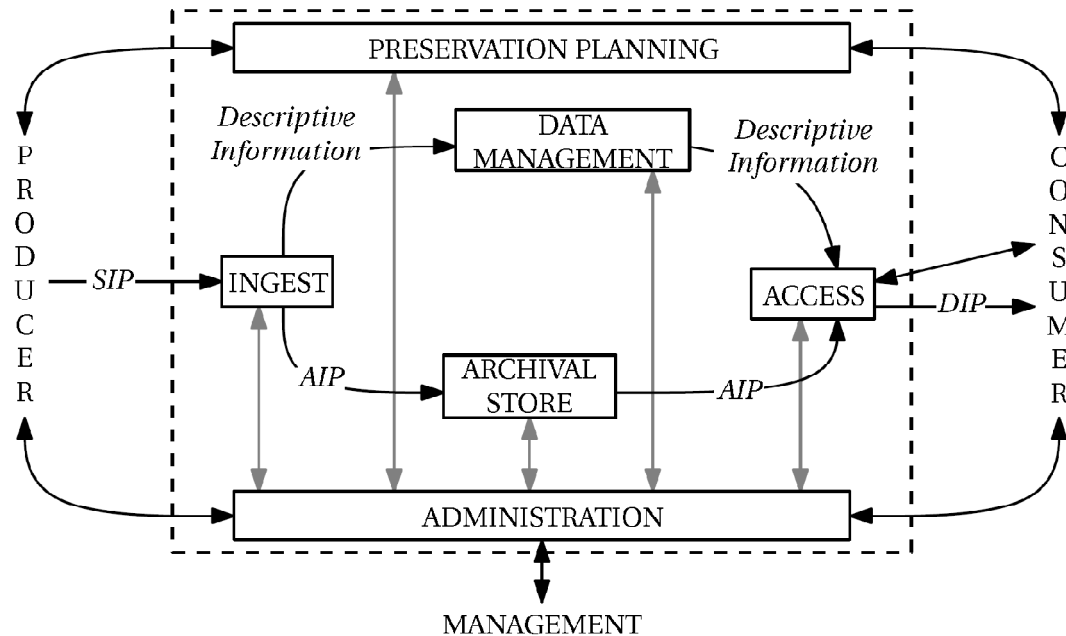 PRESERVATION PLANNING
Descriptive
Information
DATA
MANAGEMENT
Descriptive
Information
P
R
O
D
U
C
E
R
SIP
INGEST
ACCESS
DIP
C
O
N
S
U
M
E
R
AIP
ARCHIVAL
STORE
AIP
ADMINISTRATION
MANAGEMENT